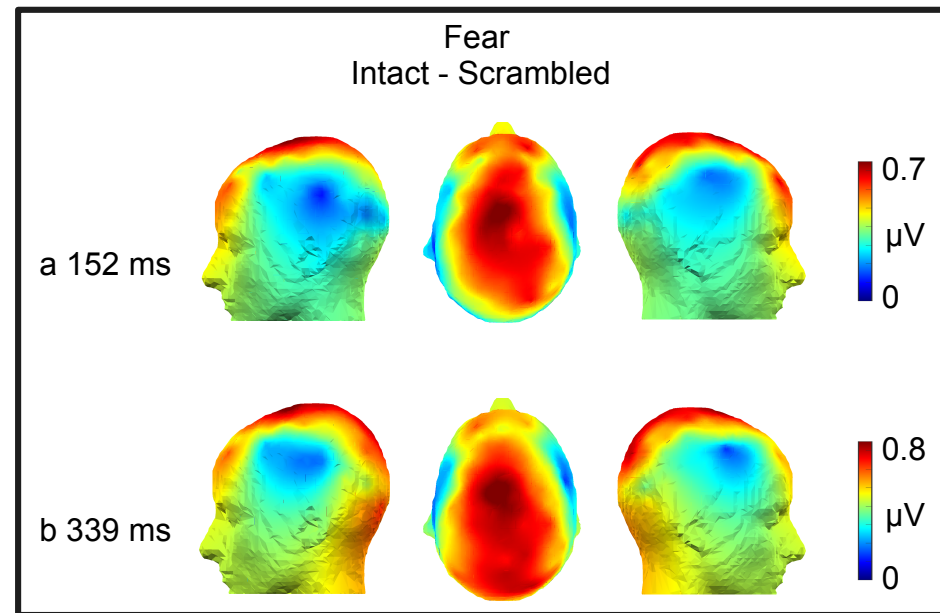 Fear
Intact - Scrambled
a 152 ms
0.7
µV
0
b 339 ms
0.8
µV
0